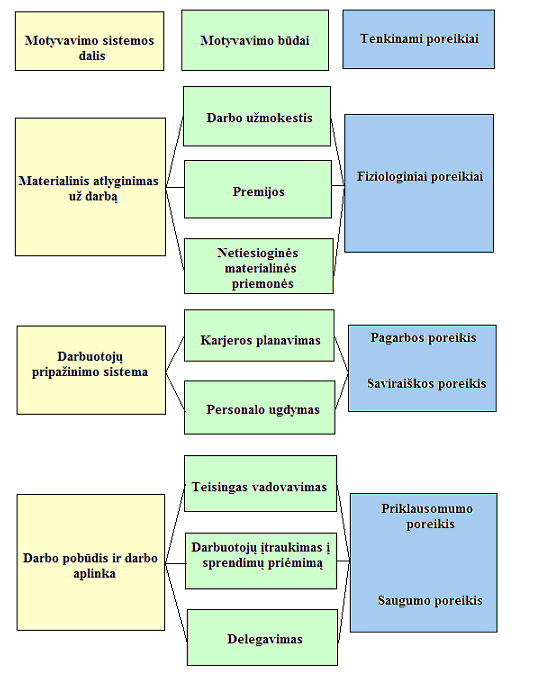 Motyvavimo sistemos
dalis
Motyvavimo būdai
Tenkinami poreikiai
Materialinis atlyginimas
už darbą
Darbo užmokestis
Premijos
Netiesioginės
materialinės
priemonės
Fiziologiniai poreikiai
Darbuotojų
pripažinimo sistema
Karjeros planavimas
Personalo ugdymas
Pagarbos poreikis
Saviraiškos poreikis
Darbo pobūdis ir darbo
aplinka
Teisingas vadovavimas
Darbuotojų įtraukimas į
sprendimų priėmimą
Delegavimas
Priklausomumo
poreikis
Saugumo poreikis